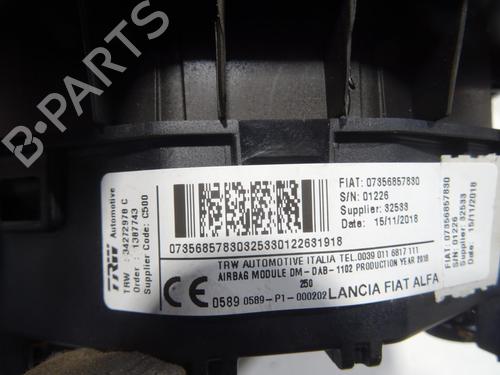 B-PARTS
TRW Automotive
TRW : 34272978 C
Order : 1387743
Supplier Code: C500
07356857830325330122631918
FIAT: 07356857830
S/N: 01226
Supplier: 32533
Date: 15/11/2018
TRW AUTOMOTIVE ITALIA TEL.0039 011 6817 111
AIRBAG MODULE DM - DAB - 1102 PRODUCTION YEAR 2018
250
CE 0589 0589-P1-000202 LANCIA FIAT ALFA
FIAT: 07356857830
S/N: 01226
Supplier: 32533
Date: 15/11/2018